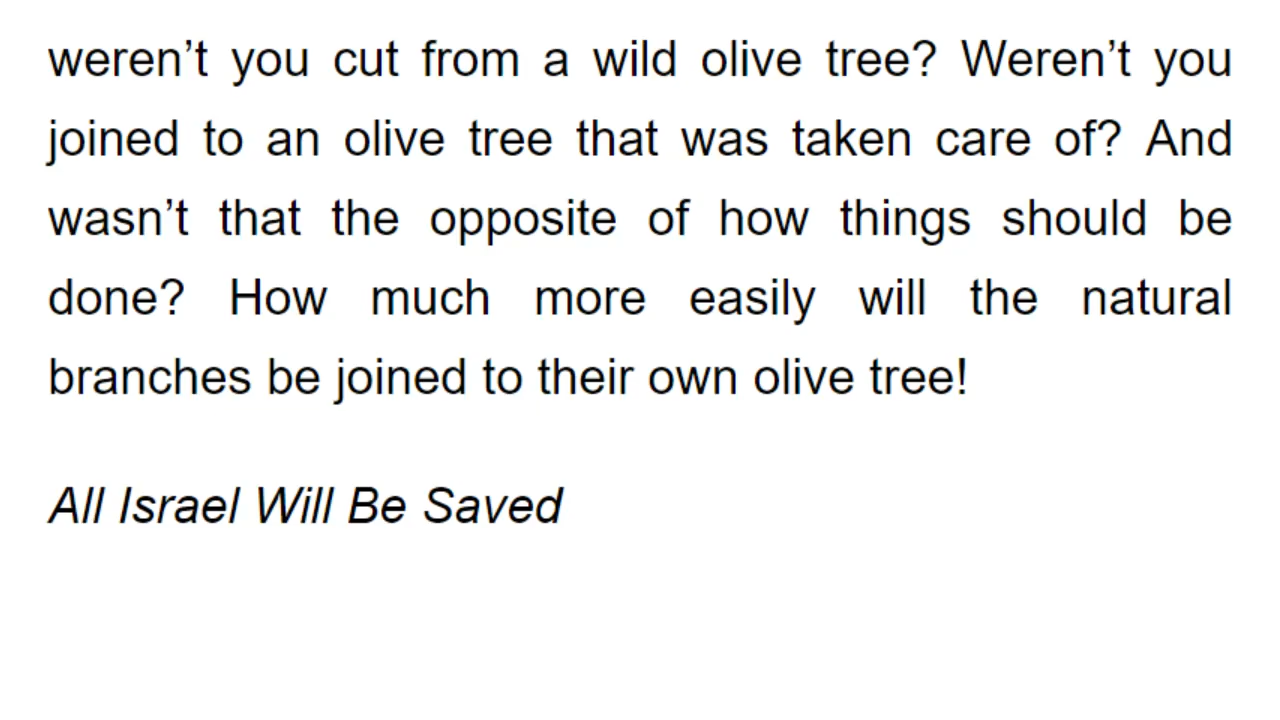 weren’t you cut from a wild olive tree? Weren’t you
joined to an olive tree that was taken care of? And
wasn’t that the opposite of how things should be
done? How much more easily will the natural
branches be joined to their own olive tree!
All Israel Will Be Saved